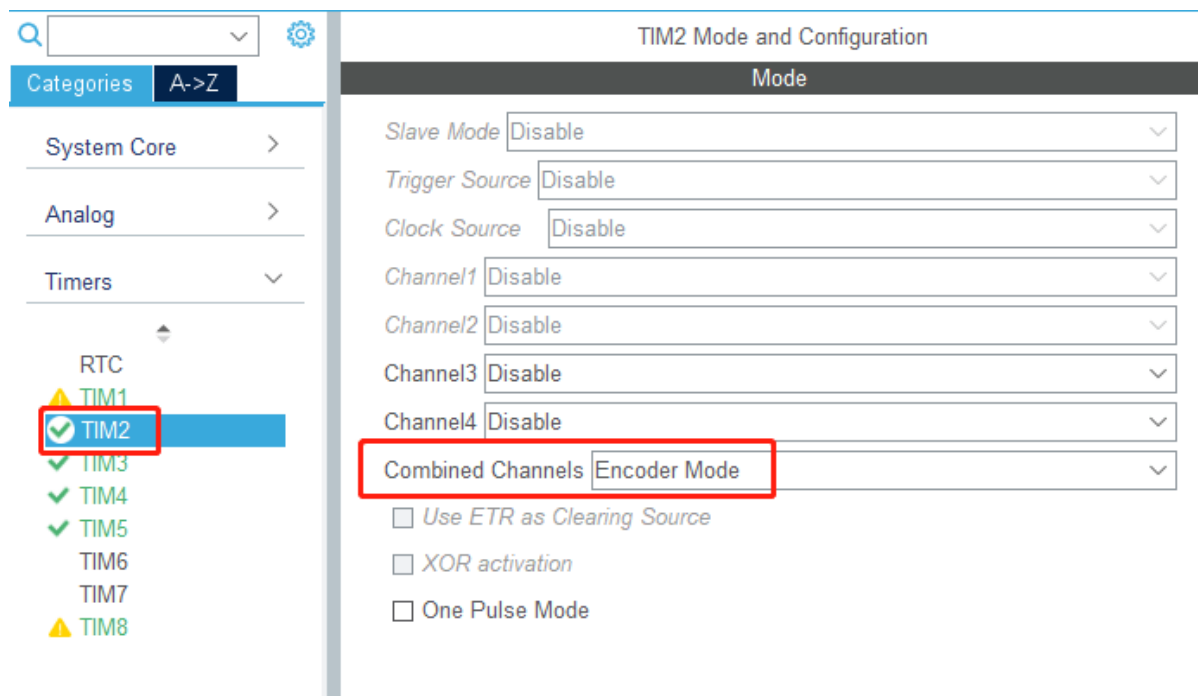 TIM2 Mode and Configuration
Categories A->Z
Mode
System Core
Analog
Timers
RTC
TIM1
TIM2
TIM3
TIM4
TIM5
TIM6
TIM7
TIM8
Slave Mode Disable
Trigger Source Disable
Clock Source Disable
Channel1 Disable
Channel2 Disable
Channel3 Disable
Channel4 Disable
Combined Channels Encoder Mode
Use ETR as Clearing Source
XOR activation
One Pulse Mode